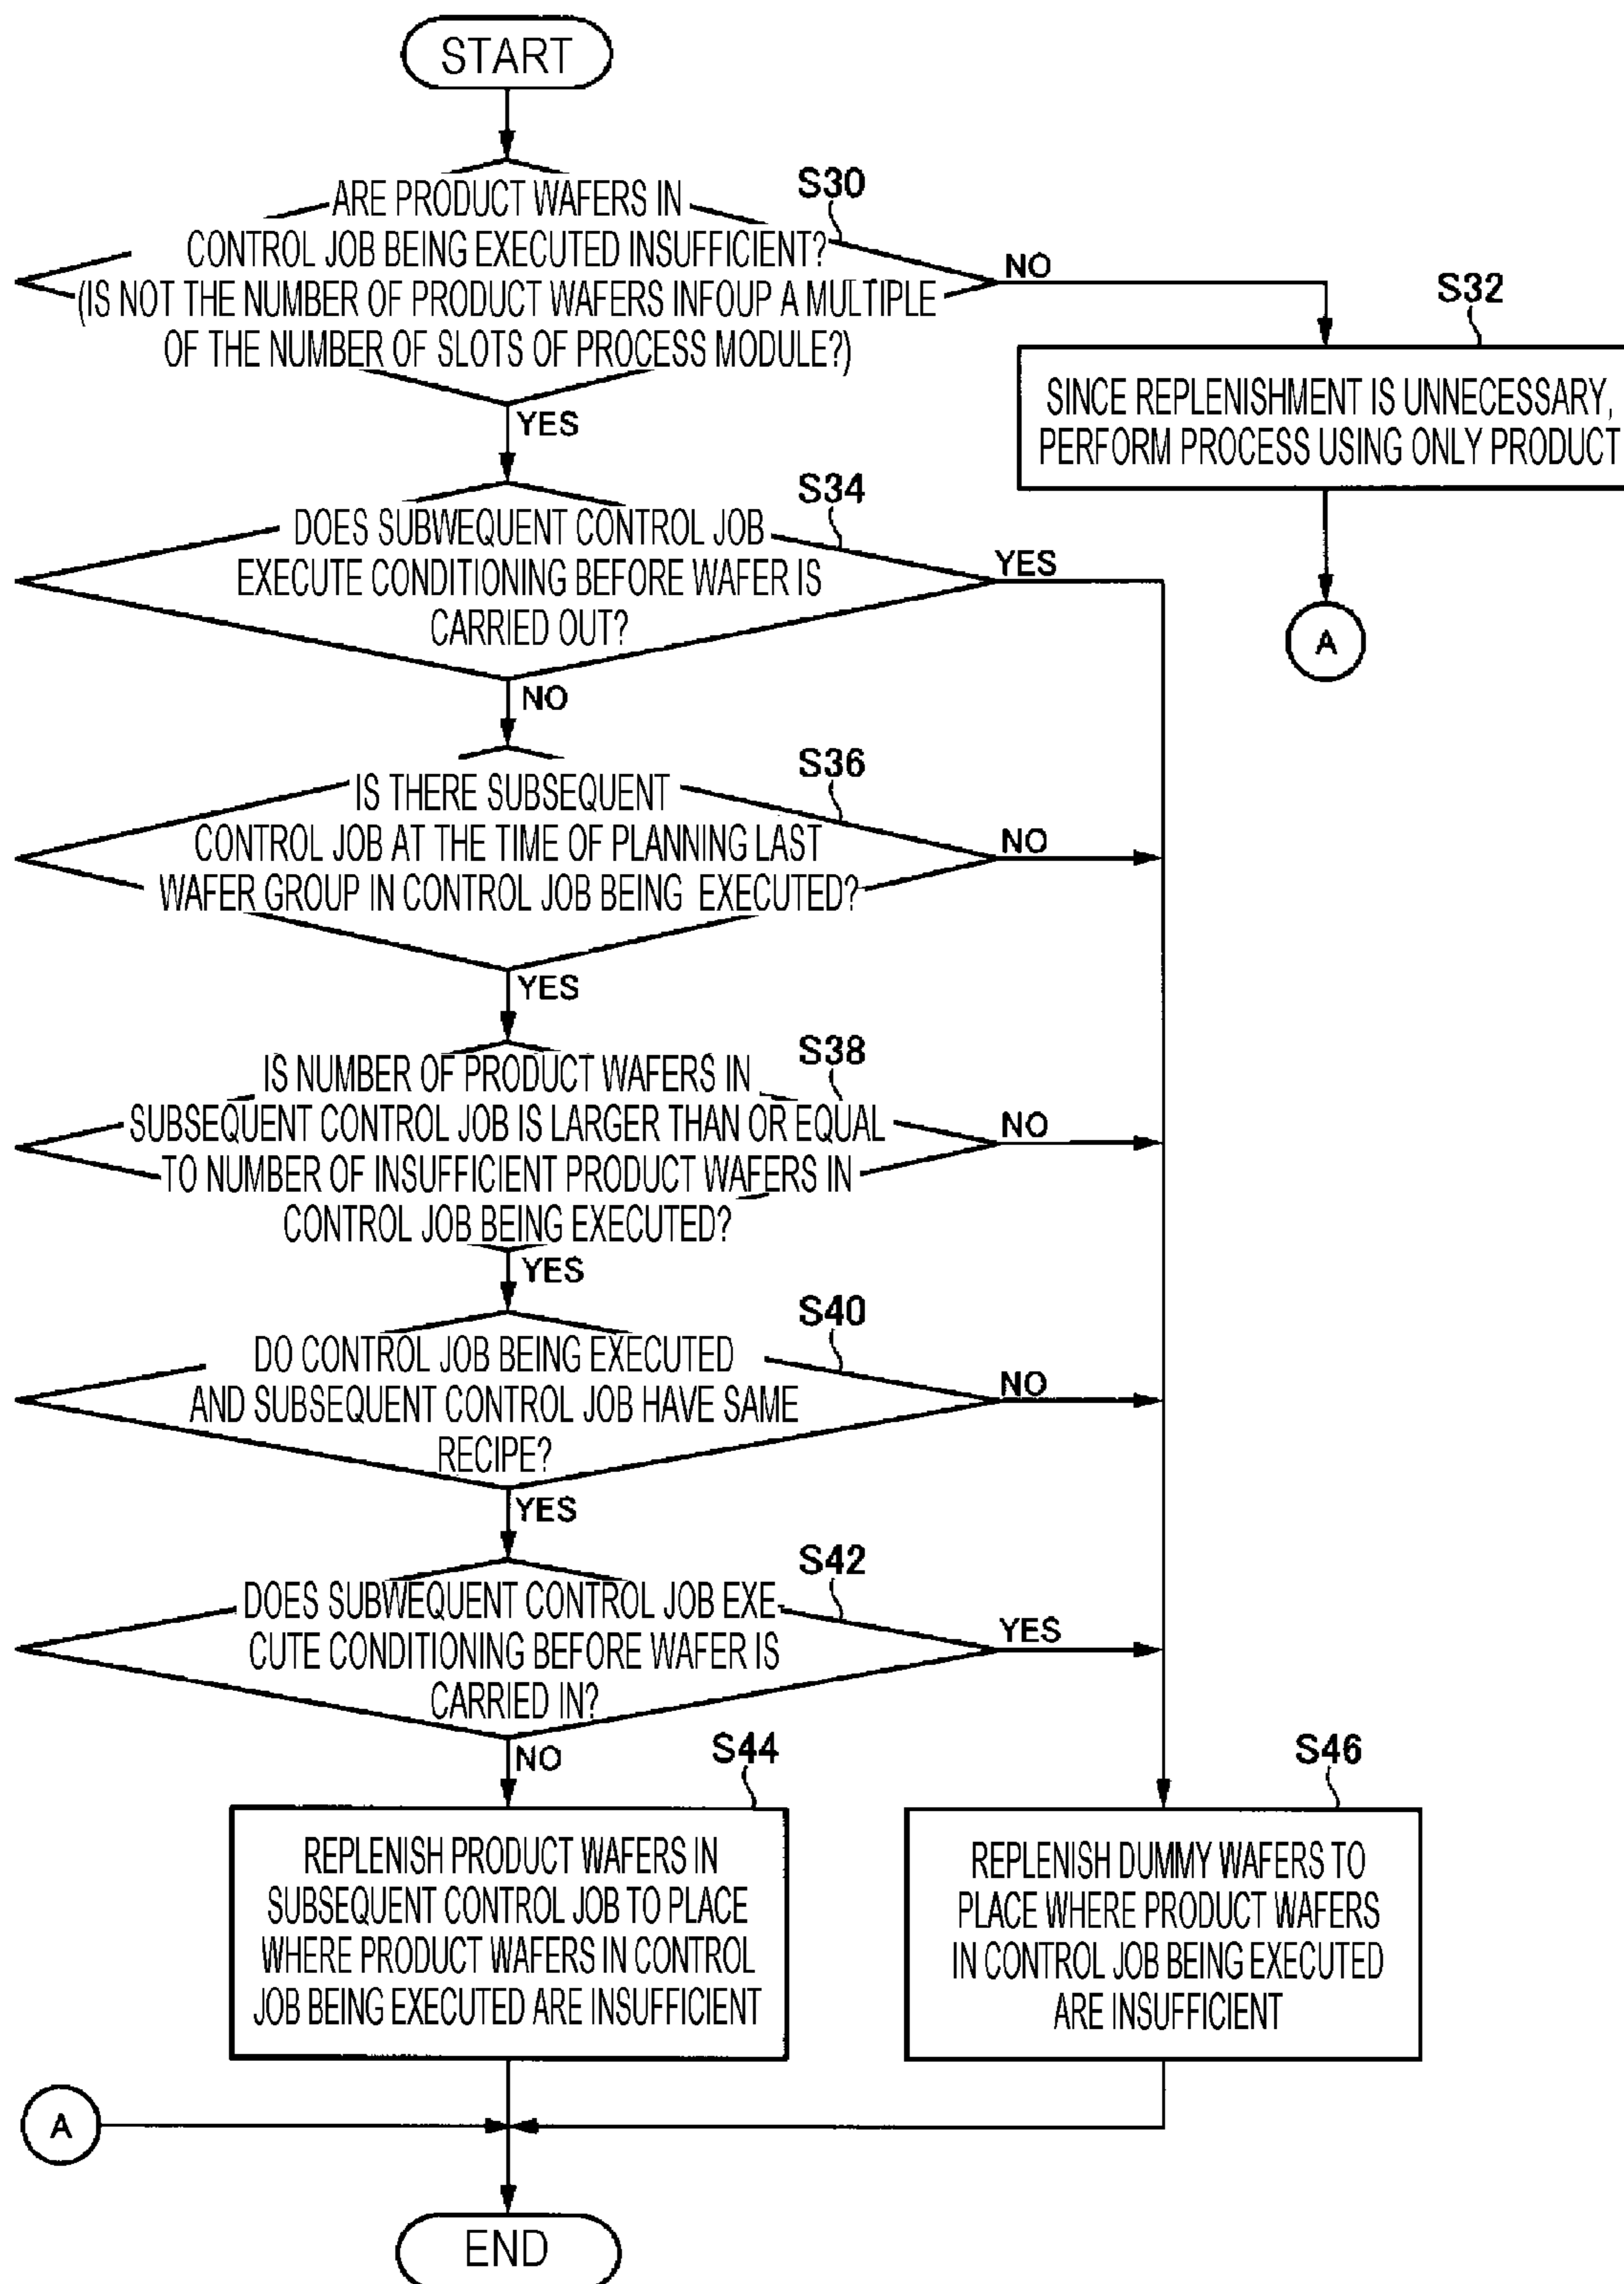 START
S30
ARE PRODUCT WAFERS IN
CONTROL JOB BEING EXECUTED INSUFFICIENT?
(IS NOT THE NUMBER OF PRODUCT WAFERS INFOUP A MULTIPLE
OF THE NUMBER OF SLOTS OF PROCESS MODULE?)
NO
YES
S32
SINCE REPLENISHMENT IS UNNECESSARY,
PERFORM PROCESS USING ONLY PRODUCT
A
S34
DOES SUBWEQUENT CONTROL JOB
EXECUTE CONDITIONING BEFORE WAFER IS
CARRIED OUT?
YES
NO
S36
IS THERE SUBSEQUENT
CONTROL JOB AT THE TIME OF PLANNING LAST
WAFER GROUP IN CONTROL JOB BEING EXECUTED?
NO
YES
S38
IS NUMBER OF PRODUCT WAFERS IN
SUBSEQUENT CONTROL JOB IS LARGER THAN OR EQUAL
TO NUMBER OF INSUFFICIENT PRODUCT WAFERS IN
CONTROL JOB BEING EXECUTED?
NO
YES
S40
DO CONTROL JOB BEING EXECUTED
AND SUBSEQUENT CONTROL JOB HAVE SAME
RECIPE?
NO
YES
S42
DOES SUBWEQUENT CONTROL JOB EXE-
CUTE CONDITIONING BEFORE WAFER IS
CARRIED IN?
YES
NO
S44
REPLENISH PRODUCT WAFERS IN
SUBSEQUENT CONTROL JOB TO PLACE
WHERE PRODUCT WAFERS IN CONTROL
JOB BEING EXECUTED ARE INSUFFICIENT
S46
REPLENISH DUMMY WAFERS TO
PLACE WHERE PRODUCT WAFERS
IN CONTROL JOB BEING EXECUTED
ARE INSUFFICIENT
A
END